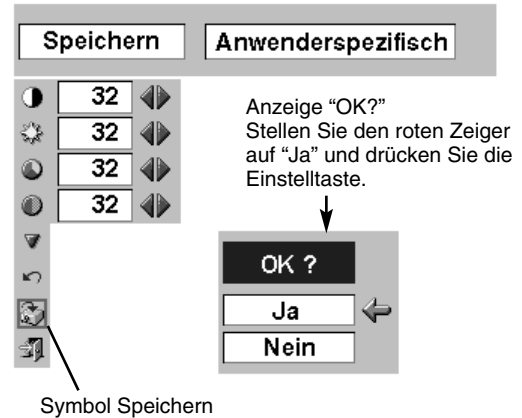 Speichern Anwenderspezifisch
32
32
32
32
Anzeige “OK?”
Stellen Sie den roten Zeiger
auf “Ja” und drücken Sie die
Einstelltaste.
OK ?
Ja
Nein
Symbol Speichern